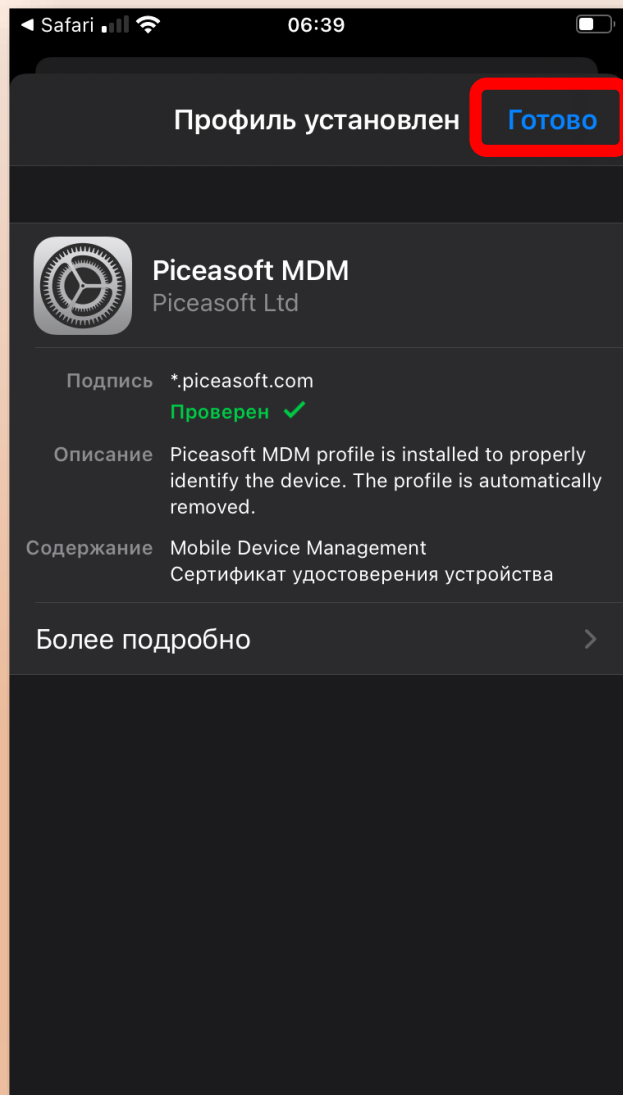 ◀ Safari
06:39
Профиль установлен
Готово
Piceasoft MDM
Piceasoft Ltd
Подпись *.piceasoft.com
Проверен ✓
Описание Piceasoft MDM profile is installed to properly
identify the device. The profile is automatically
removed.
Содержание Mobile Device Management
Сертификат удостоверения устройства
Более подробно